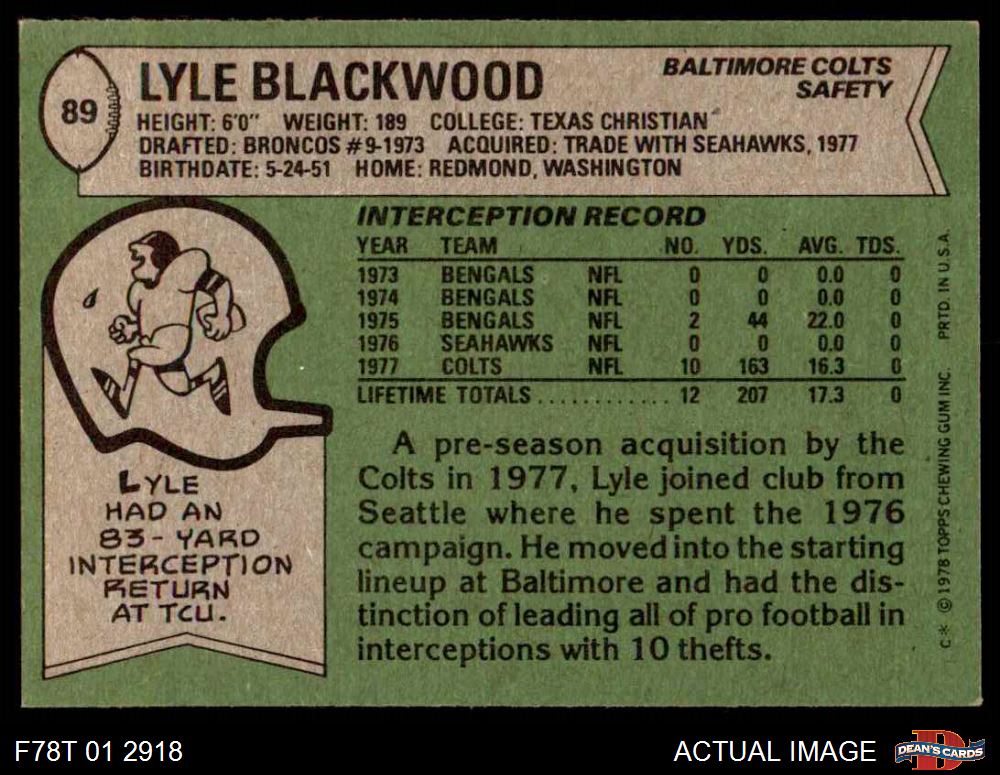 89
LYLE BLACKWOOD
BALTIMORE COLTS
SAFETY
HEIGHT: 6'0" WEIGHT: 189 COLLEGE: TEXAS CHRISTIAN
DRAFTED: BRONCOS #9-1973 ACQUIRED: TRADE WITH SEAHAWKS, 1977
BIRTHDATE: 5-24-51 HOME: REDMOND, WASHINGTON
INTERCEPTION RECORD
YEAR TEAM NO. YDS. AVG. TDS.
1973 BENGALS NFL 0 0 0.0 0
1974 BENGALS NFL 0 0 0.0 0
1975 BENGALS NFL 2 44 22.0 0
1976 SEAHAWKS NFL 0 0 0.0 0
1977 COLTS NFL 10 163 16.3 0
LIFETIME TOTALS............ 12 207 17.3 0
LYLE
HAD AN
83-YARD
INTERCEPTION
RETURN
AT TCU.
A pre-season acquisition by the
Colts in 1977, Lyle joined club from
Seattle where he spent the 1976
campaign. He moved into the starting
lineup at Baltimore and had the dis-
tinction of leading all of pro football in
interceptions with 10 thefts.
C* © 1978 TOPPS CHEWING GUM INC. PRTD. IN U.S.A.
F78T 01 2918
ACTUAL IMAGE
DEAN'S CARDS